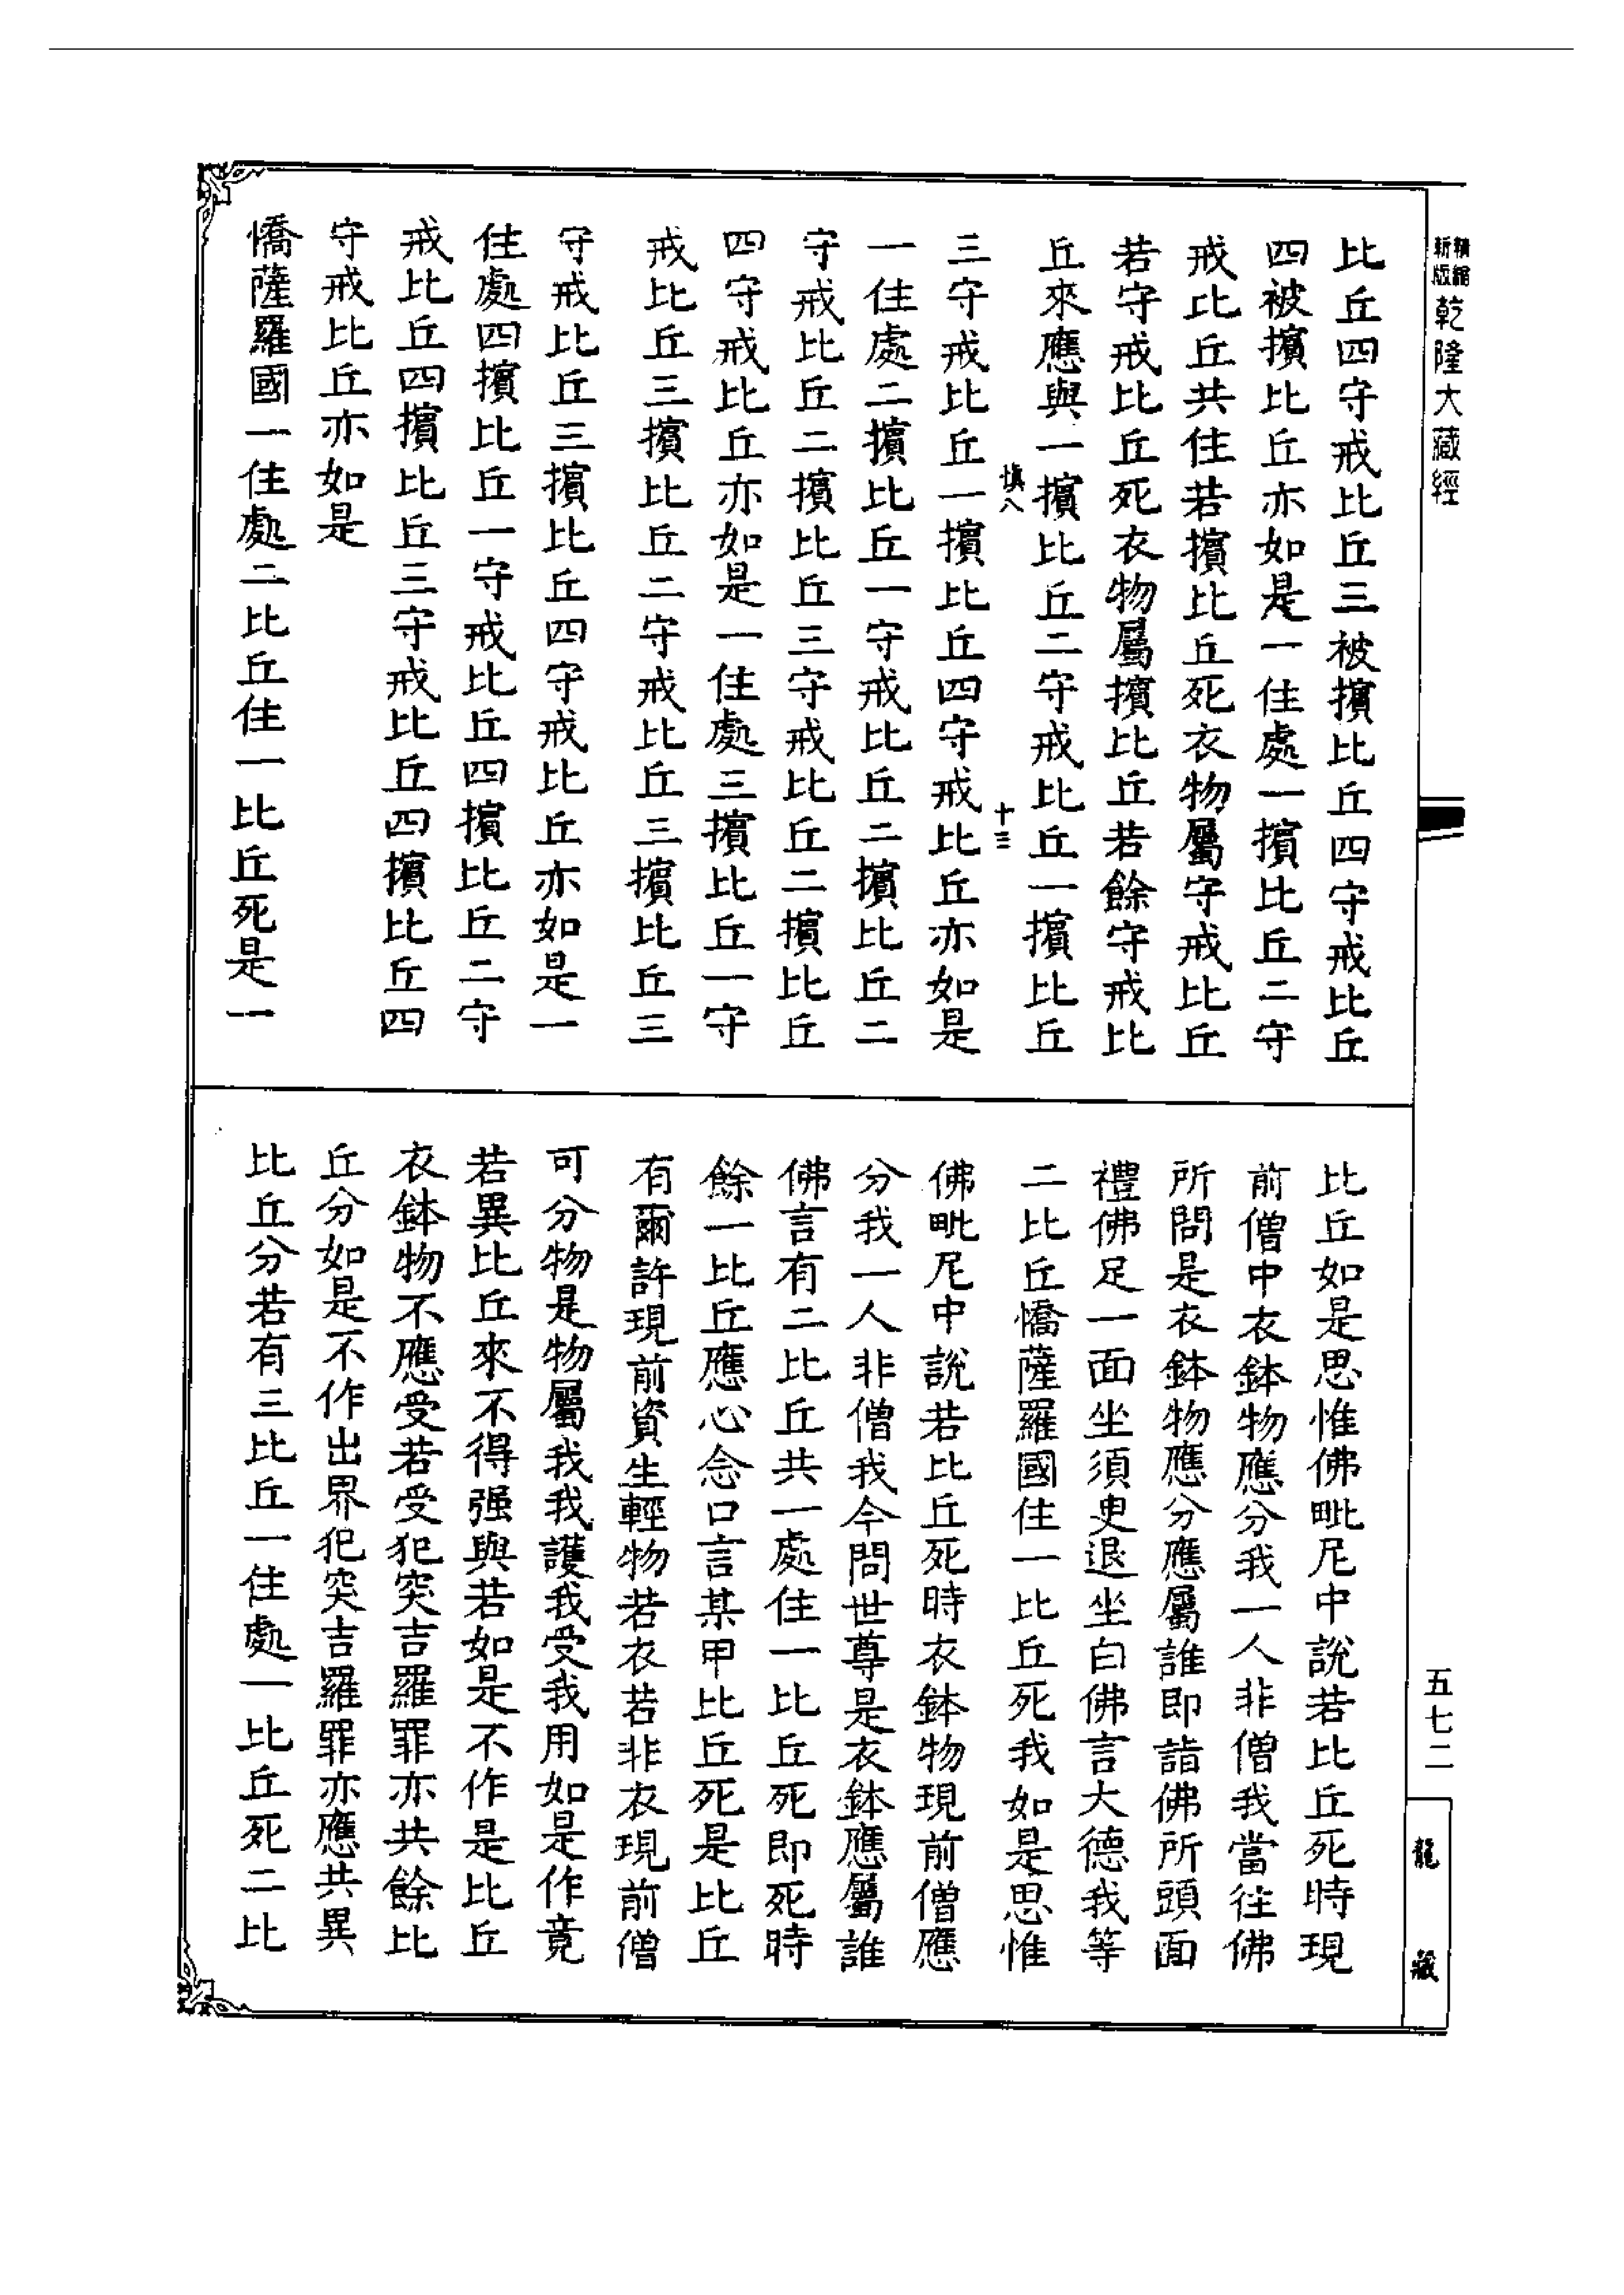 精縮新版乾隆大藏經
比丘四守戒比丘三被擯比丘四守戒比丘
四被擯比丘亦如是一住處一擯比丘二守
戒比丘共住若擯比丘死衣物屬守戒比丘
若守戒比丘死衣物屬擯比丘若餘守戒比
丘來應與一擯比丘二守戒比丘一擯比丘
慎八 十三
三守戒比丘一擯比丘四守戒比丘亦如是
一住處二擯比丘一守戒比丘二擯比丘二
守戒比丘二擯比丘三守戒比丘二擯比丘
四守戒比丘亦如是一住處三擯比丘一守
戒比丘三擯比丘二守戒比丘三擯比丘三
守戒比丘三擯比丘四守戒比丘亦如是一
住處四擯比丘一守戒比丘四擯比丘二守
戒比丘四擯比丘三守戒比丘四擯比丘四
守戒比丘亦如是
憍薩羅國一住處二比丘住一比丘死是一
比丘如是思惟佛毗尼中說若比丘死時現
前僧中衣鉢物應分我一人非僧我當往佛
所問是衣鉢物應分應屬誰即詣佛所頭面
禮佛足一面坐須臾退坐白佛言大德我等
二比丘憍薩羅國住一比丘死我如是思惟
佛毗尼中說若比丘死時衣鉢物現前僧應
分我一人非僧我今問世尊是衣鉢應屬誰
佛言有二比丘共一處住一比丘死即死時
餘一比丘應心念口言某甲比丘死是比丘
有爾許現前資生輕物若衣若非衣現前僧
可分物是物屬我我護我受我用如是作竟
若異比丘來不得强與若如是不作是比丘
衣鉢物不應受若受犯突吉羅罪亦共餘比
丘分如是不作出界犯突吉羅罪亦應共異
比丘分若有三比丘一住處一比丘死二比
五七二
龍藏